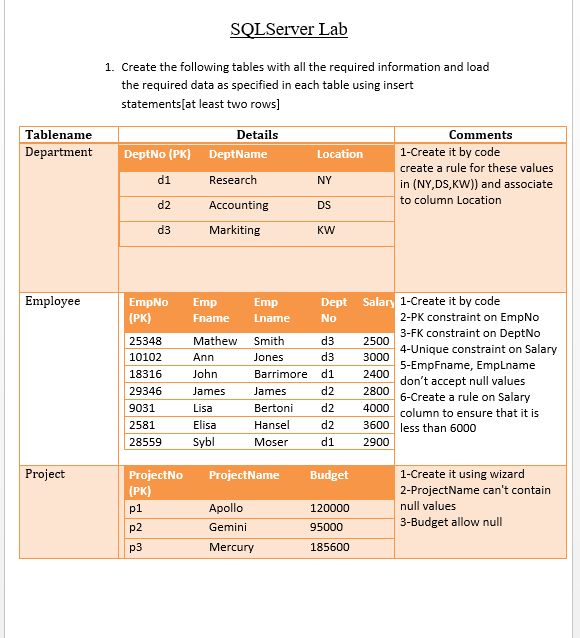 SQLServer Lab
1. Create the following tables with all the required information and load
the required data as specified in each table using insert
statements[at least two rows]
Tablename Details Comments
Department
DeptNo (PK) DeptName Location
d1 Research NY
d2 Accounting DS
d3 Markiting KW
1-Create it by code
create a rule for these values
in (NY,DS,KW)) and associate
to column Location
Employee
EmpNo Emp Emp Dept Salary
(PK) Fname Lname No
25348 Mathew Smith d3 2500
10102 Ann Jones d3 3000
18316 John Barrimore d1 2400
29346 James James d2 2800
9031 Lisa Bertoni d2 4000
2581 Elisa Hansel d2 3600
28559 Sybl Moser d1 2900
1-Create it by code
2-PK constraint on EmpNo
3-FK constraint on DeptNo
4-Unique constraint on Salary
5-EmpFname, EmpLname
don't accept null values
6-Create a rule on Salary
column to ensure that it is
less than 6000
Project
ProjectNo ProjectName Budget
(PK)
p1 Apollo 120000
p2 Gemini 95000
p3 Mercury 185600
1-Create it using wizard
2-ProjectName can't contain
null values
3-Budget allow null